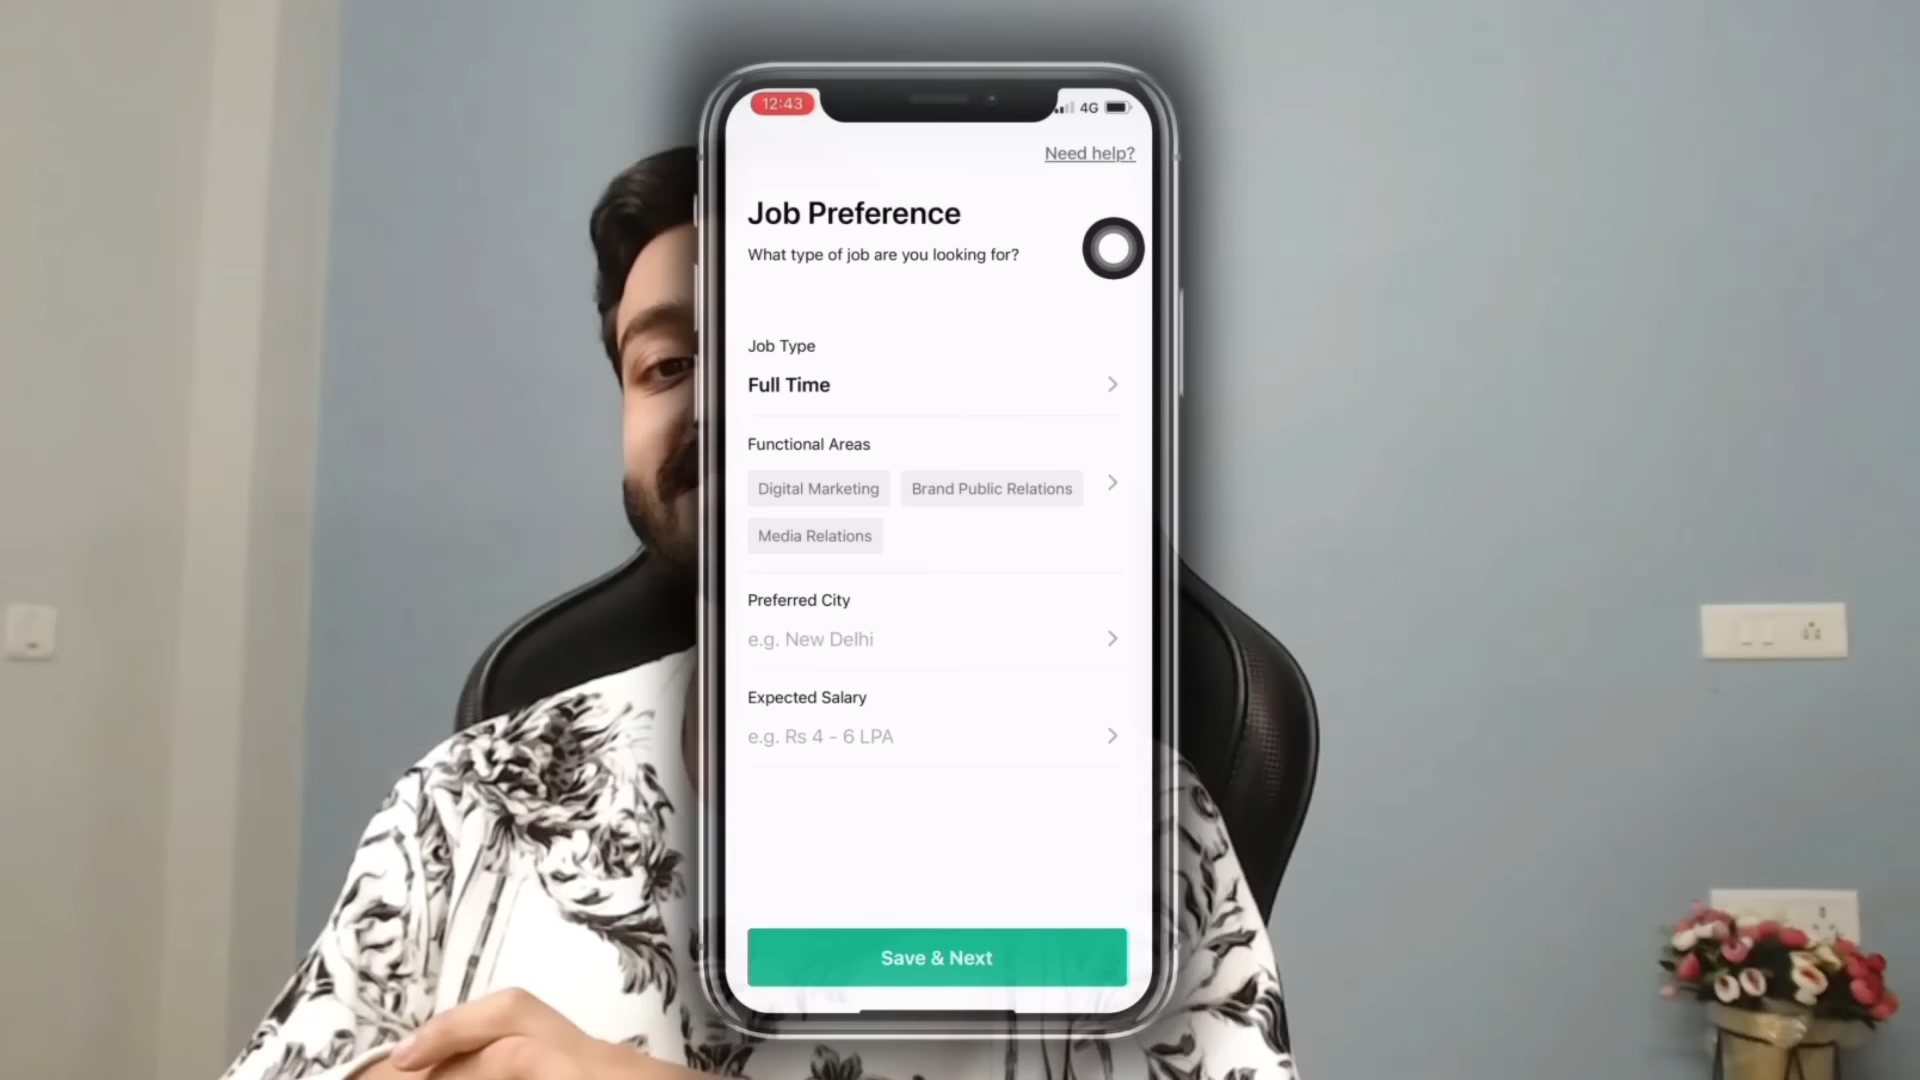 12:43
4G
Need help?
Job Preference
What type of job are you looking for?
Job Type
Full Time
Functional Areas
Digital Marketing
Brand Public Relations
Media Relations
Preferred City
e.g. New Delhi
Expected Salary
e.g. Rs 4 - 6 LPA
Save & Next